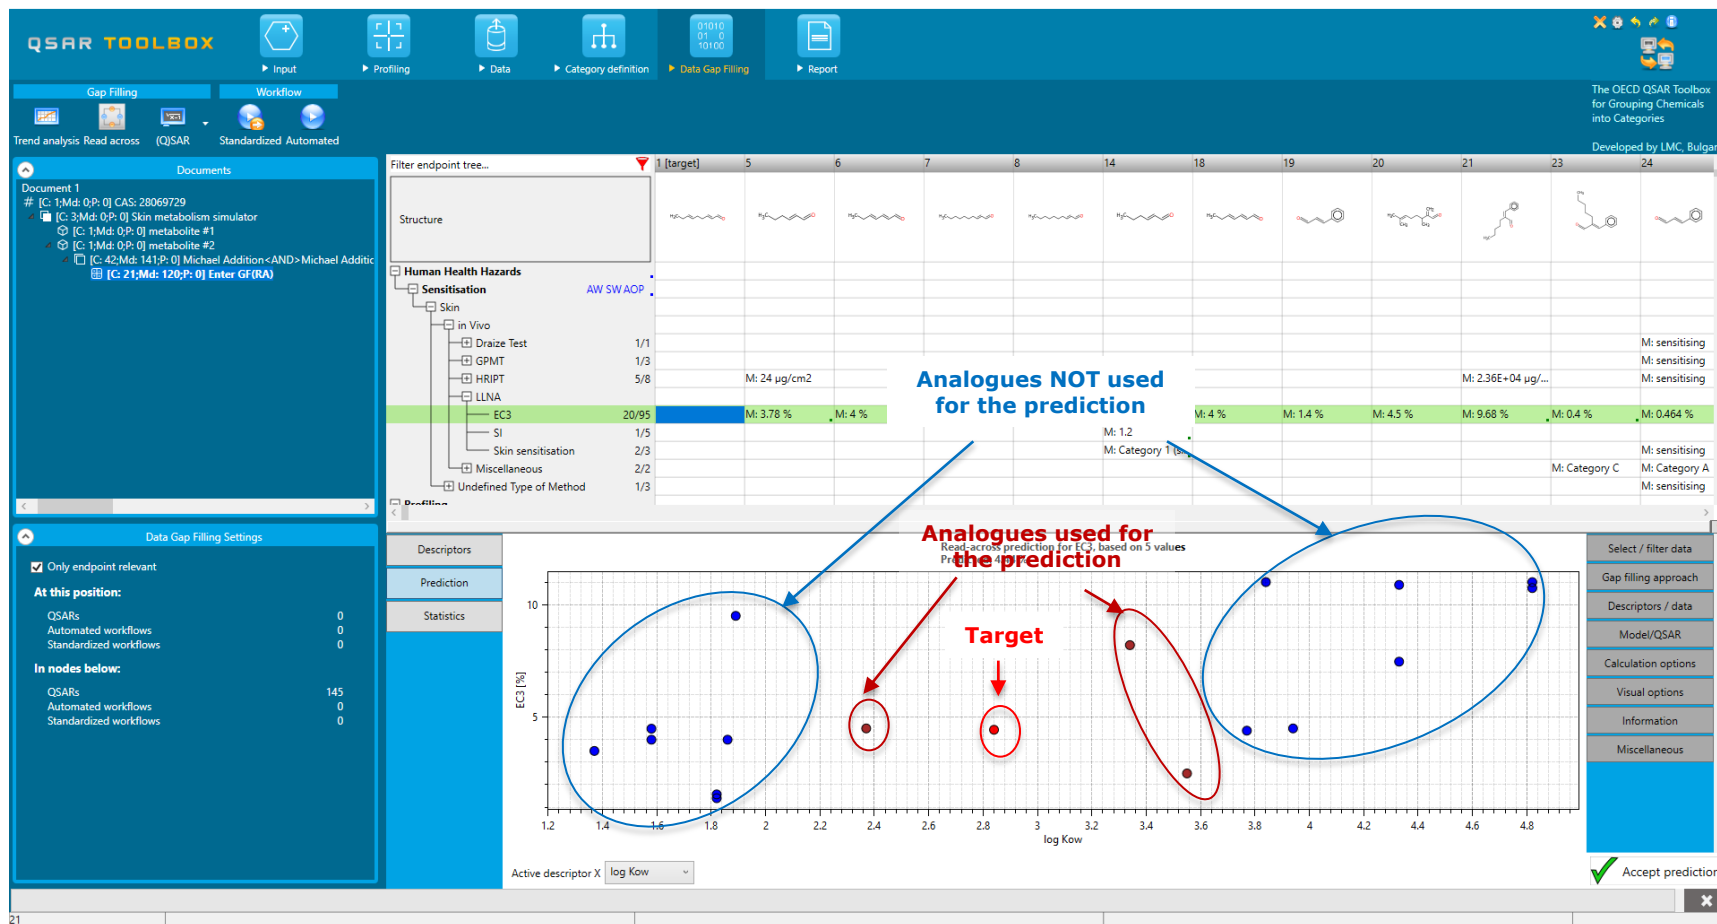 QSAR TOOLBOX
Input
Profiling
Data
Category definition
01010
01 0
10100
Data Gap Filling
Report
Gap Filling
Workflow
Trend analysis
Read across
(Q)SAR
Standardized
Automated
The OECD QSAR Toolbox
for Grouping Chemicals
into Categories
Developed by LMC, Bulgar
Documents
Document 1
# [C: 1;Md: 0;P: 0] CAS: 28069729
[C: 3;Md: 0;P: 0] Skin metabolism simulator
[C: 1;Md: 0;P: 0] metabolite #1
[C: 1;Md: 0;P: 0] metabolite #2
[C: 42;Md: 141;P: 0] Michael Addition<AND>Michael Additic
[C: 21;Md: 120;P: 0] Enter GF(RA)
Filter endpoint tree...
1 [target] 5 6 7 8 14 18 19 20 21 23 24
Structure
Human Health Hazards
Sensitisation AW SW AOP
Skin
in Vivo
Draize Test 1/1 M: sensitising
GPMT 1/3 M: sensitising
HRIPT 5/8 M: 24 µg/cm2 M: 2.36E+04 µg/... M: sensitising
LLNA
EC3 20/95 M: 3.78 % M: 4 % M: 4 % M: 1.4 % M: 4.5 % M: 9.68 % M: 0.4 % M: 0.464 %
SI 1/5 M: 1.2
Skin sensitisation 2/3 M: Category 1 (s... M: sensitising
Miscellaneous 2/2 M: Category C M: Category A
Undefined Type of Method 1/3 M: sensitising
Profiling
Analogues NOT used
for the prediction
Data Gap Filling Settings
Only endpoint relevant
At this position:
QSARs 0
Automated workflows 0
Standardized workflows 0
In nodes below:
QSARs 145
Automated workflows 0
Standardized workflows 0
Descriptors
Prediction
Statistics
Read-across prediction for EC3, based on 5 values
Analogues used for
the prediction
Target
EC3 [%]
10
5
1.2 1.4 1.6 1.8 2 2.2 2.4 2.6 2.8 3 3.2 3.4 3.6 3.8 4 4.2 4.4 4.6 4.8
log Kow
Active descriptor X log Kow
Select / filter data
Gap filling approach
Descriptors / data
Model/QSAR
Calculation options
Visual options
Information
Miscellaneous
Accept prediction
21